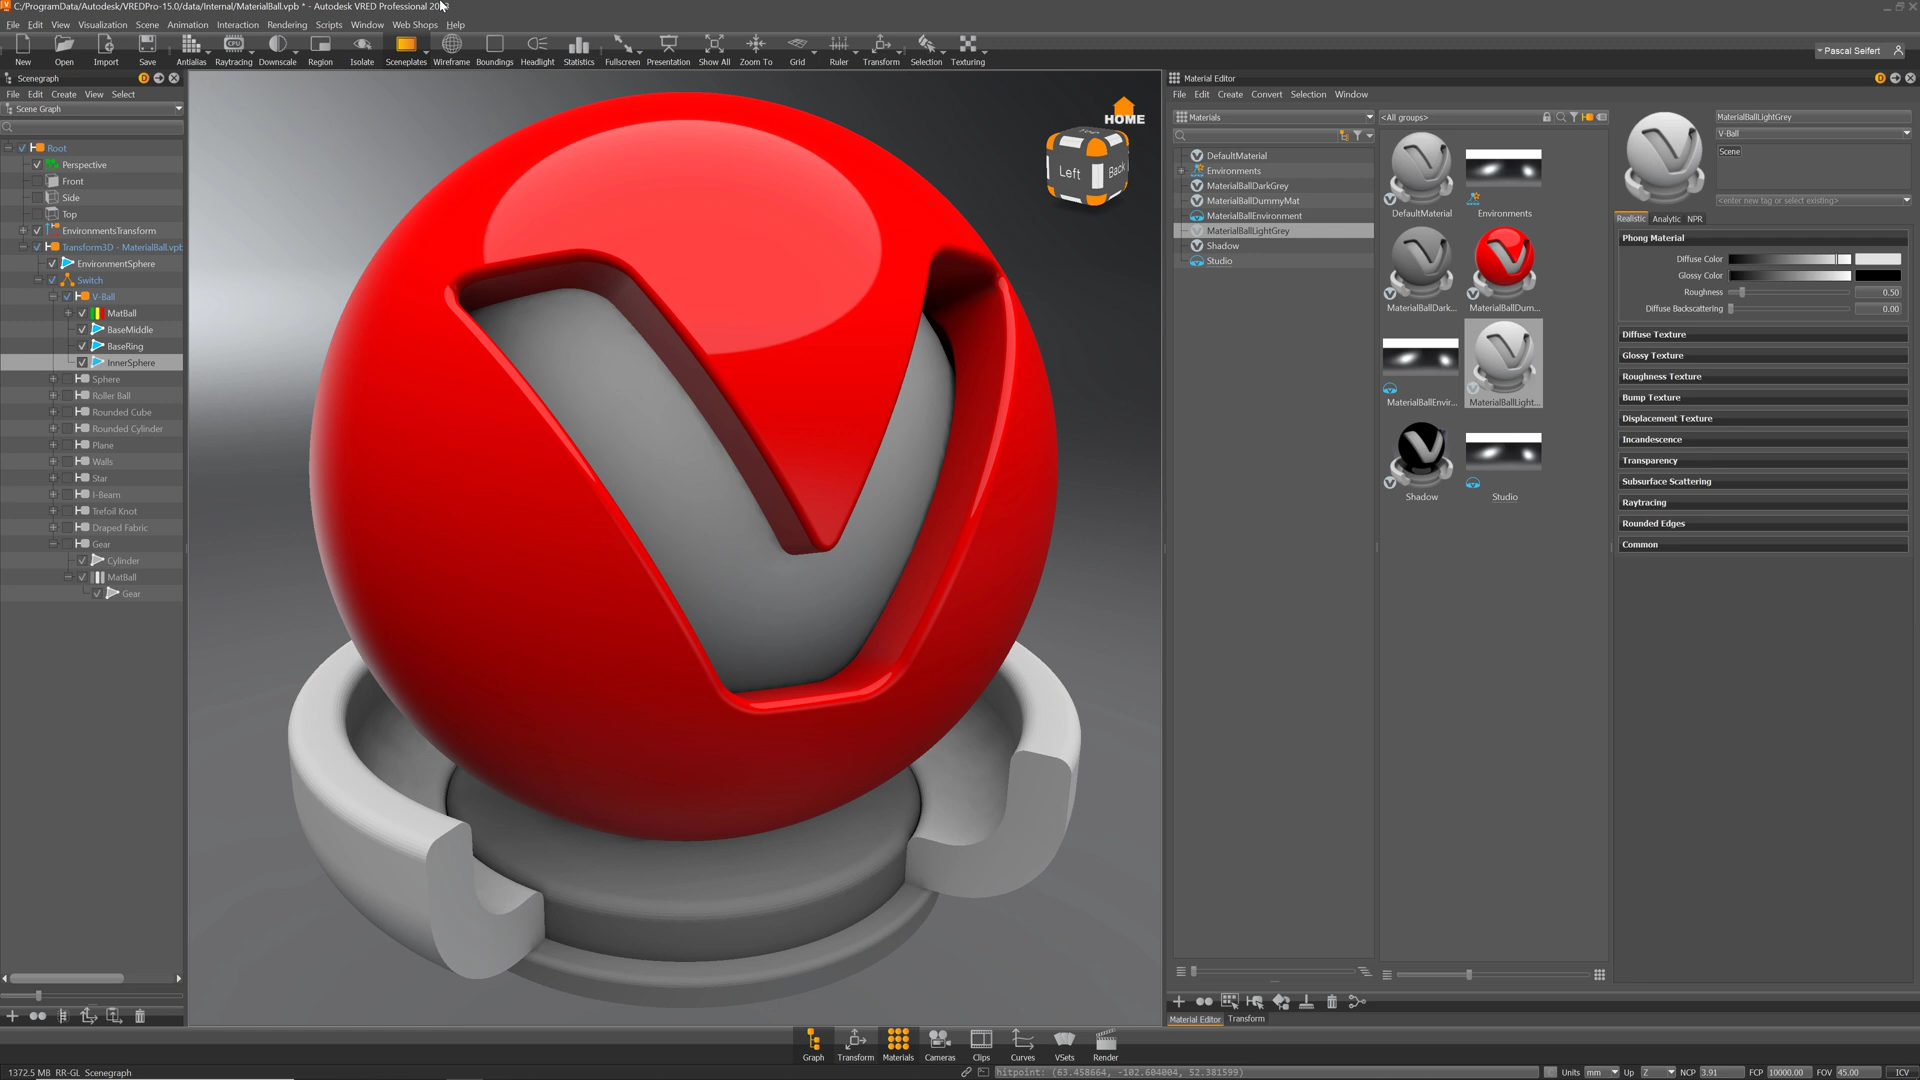 C:/ProgramData/Autodesk/VREDPro-15.0/data/Internal/MaterialBall.vpb * - Autodesk VRED Professional
File Edit View Visualization Scene Animation Interaction Rendering Scripts Window Web Shops Help
New Open Import Save Antialias Raytracing Downscale Region Isolate Sceneplates Wireframe Boundings Headlight Statistics Fullscreen Presentation Show All Zoom To Grid Ruler Transform Selection Texturing
CPU
Pascal Seifert
Scenegraph
D
File Edit Create View Select
Scene Graph
Root
Perspective
Front
Side
Top
EnvironmentsTransform
Transform3D - MaterialBall.vpb
EnvironmentSphere
Switch
V-Ball
MatBall
BaseMiddle
BaseRing
InnerSphere
Sphere
Roller Ball
Rounded Cube
Rounded Cylinder
Plane
Walls
Star
I-Beam
Trefoil Knot
Draped Fabric
Gear
Cylinder
MatBall
Gear
HOME
TOP
Left
Back
Material Editor
D
File Edit Create Convert Selection Window
Materials
DefaultMaterial
Environments
MaterialBallDarkGrey
MaterialBallDummyMat
MaterialBallEnvironment
MaterialBallLightGrey
Shadow
Studio
<All groups>
DefaultMaterial
Environments
MaterialBallDark...
MaterialBallDum...
MaterialBallEnvir...
MaterialBallLight...
Shadow
Studio
MaterialBallLightGrey
V-Ball
Scene
<enter new tag or select existing>
Realistic Analytic NPR
Phong Material
Diffuse Color
Glossy Color
Roughness 0.50
Diffuse Backscattering 0.00
Diffuse Texture
Glossy Texture
Roughness Texture
Bump Texture
Displacement Texture
Incandescence
Transparency
Subsurface Scattering
Raytracing
Rounded Edges
Common
Material Editor Transform
Graph Transform Materials Cameras Clips Curves VSets Render
1372.5 MB RR-GL Scenegraph
hitpoint: (63.458664, -102.604004, 52.381599)
Units mm Up Z NCP 3.91 FCP 10000.00 FOV 45.00 ICV